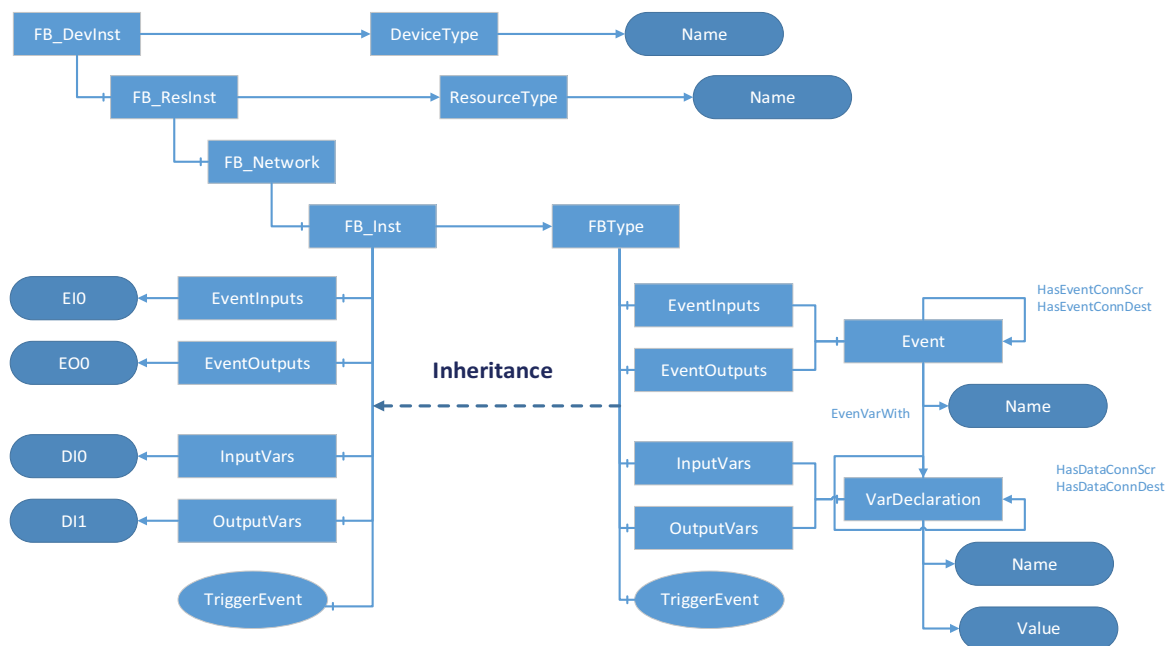 FB_DevInst
DeviceType
Name
FB_ResInst
ResourceType
Name
FB_Network
FB_Inst
FBType
EI0
EventInputs
EventInputs
HasEventConnScr
HasEventConnDest
Event
EO0
EventOutputs
EventOutputs
Inheritance
Name
EvenVarWith
DI0
InputVars
InputVars
HasDataConnScr
HasDataConnDest
VarDeclaration
DI1
OutputVars
OutputVars
Name
TriggerEvent
TriggerEvent
Value